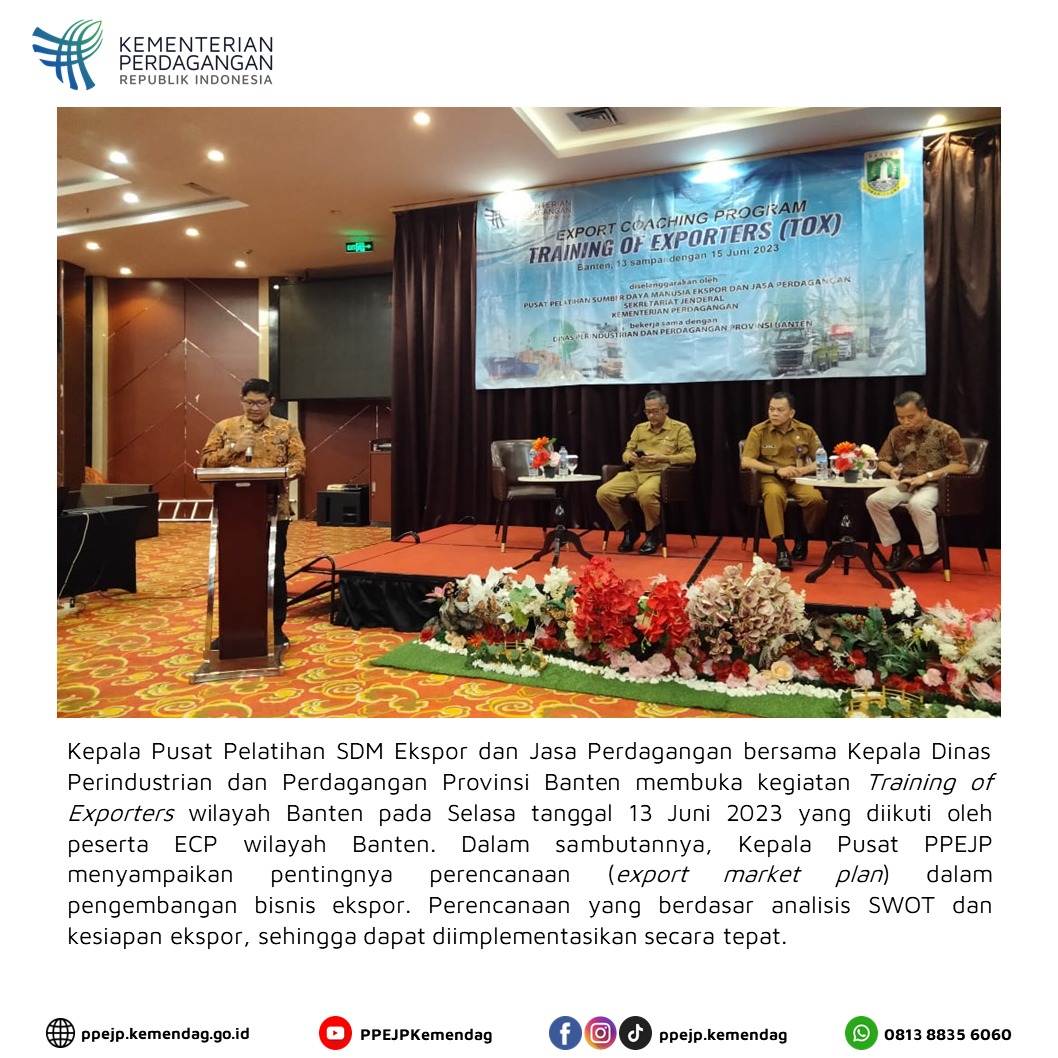 KEMENTERIAN
PERDAGANGAN
REPUBLIK INDONESIA
KEMENTERIAN
PERDAGANGAN
BANTEN
EXPORT COACHING PROGRAM
TRAINING OF EXPORTERS (TOX)
Banten, 13 sampai dengan 15 Juni 2023
diselanggarakan oleh
PUSAT PELATIHAN SUMBER DAYA MANUSIA EKSPOR DAN JASA PERDAGANGAN
SEKRETARIAT JENDERAL
KEMENTERIAN PERDAGANGAN
bekerja sama dengan
DINAS PERINDUSTRIAN DAN PERDAGANGAN PROVINSI BANTEN
Kepala Pusat Pelatihan SDM Ekspor dan Jasa Perdagangan bersama Kepala Dinas
Perindustrian dan Perdagangan Provinsi Banten membuka kegiatan Training of
Exporters wilayah Banten pada Selasa tanggal 13 Juni 2023 yang diikuti oleh
peserta ECP wilayah Banten. Dalam sambutannya, Kepala Pusat PPEJP
menyampaikan pentingnya perencanaan (export market plan) dalam
pengembangan bisnis ekspor. Perencanaan yang berdasar analisis SWOT dan
kesiapan ekspor, sehingga dapat diimplementasikan secara tepat.
ppejp.kemendag.go.id
PPEJPKemendag
ppejp.kemendag
0813 8835 6060